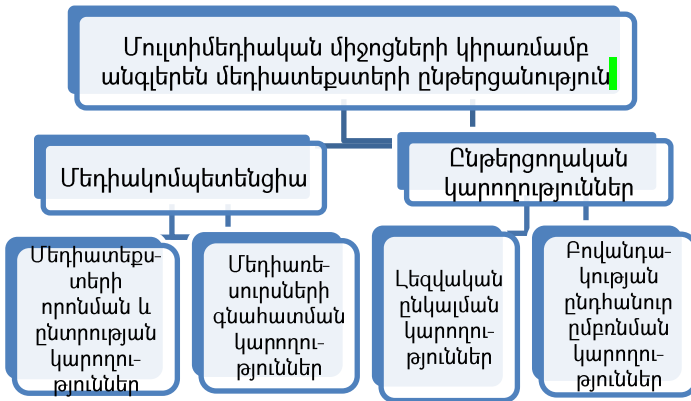 Մուլտիմեդիական միջոցների կիրառմամբ
անգլերեն մեդիատեքստերի ընթերցանություն
Մեդիակոմպետենցիա
Ընթերցողական
կարողություններ
Մեդիատեքս-
տերի
որոնման և
ընտրության
կարողու-
թյուններ
Մեդիառե-
սուրսների
գնահատման
կարողու-
թյուններ
Լեզվական
ընկալման
կարողու-
թյուններ
Բովանդա-
կության
ընդհանուր
ըմբռնման
կարողու-
թյուններ